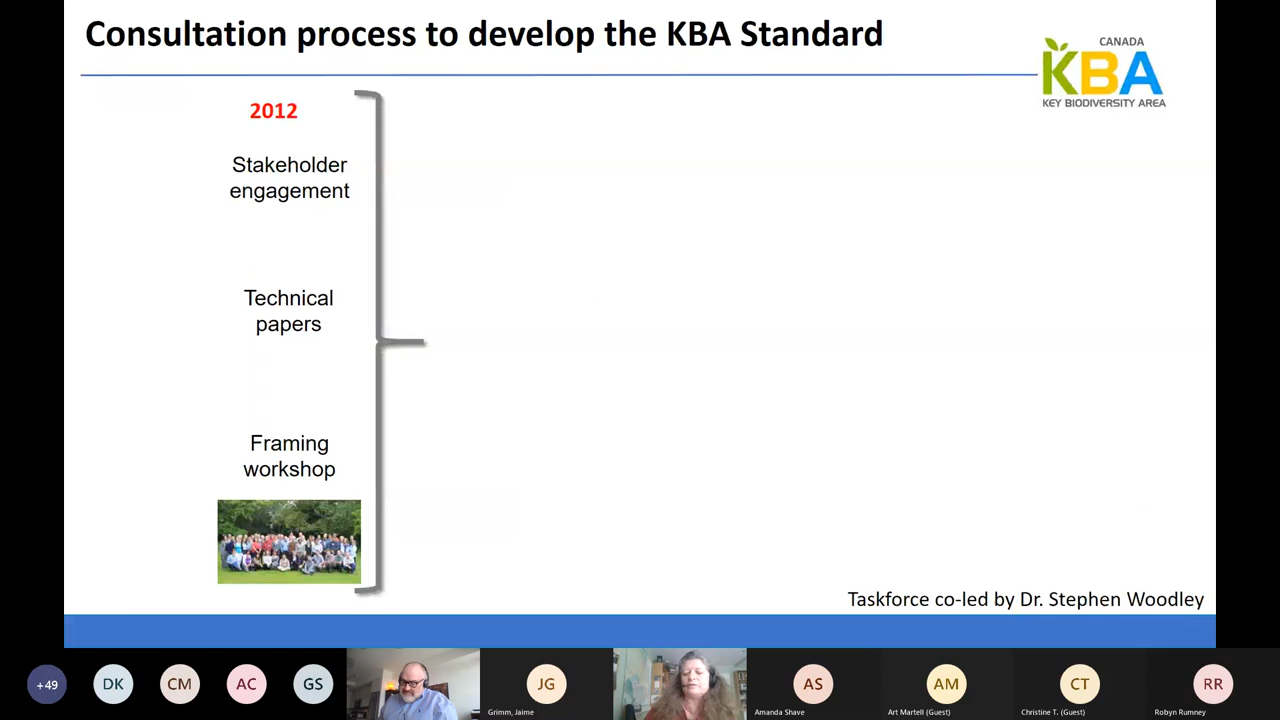 Consultation process to develop the KBA Standard
CANADA
KBA
KEY BIODIVERSITY AREA
2012
Stakeholder
engagement
Technical
papers
Framing
workshop
Taskforce co-led by Dr. Stephen Woodley
+49
DK
CM
AC
GS
JG
Grimm, Jaime
AS
Amanda Shave
AM
Art Martell (Guest)
CT
Christine T. (Guest)
RR
Robyn Rumney